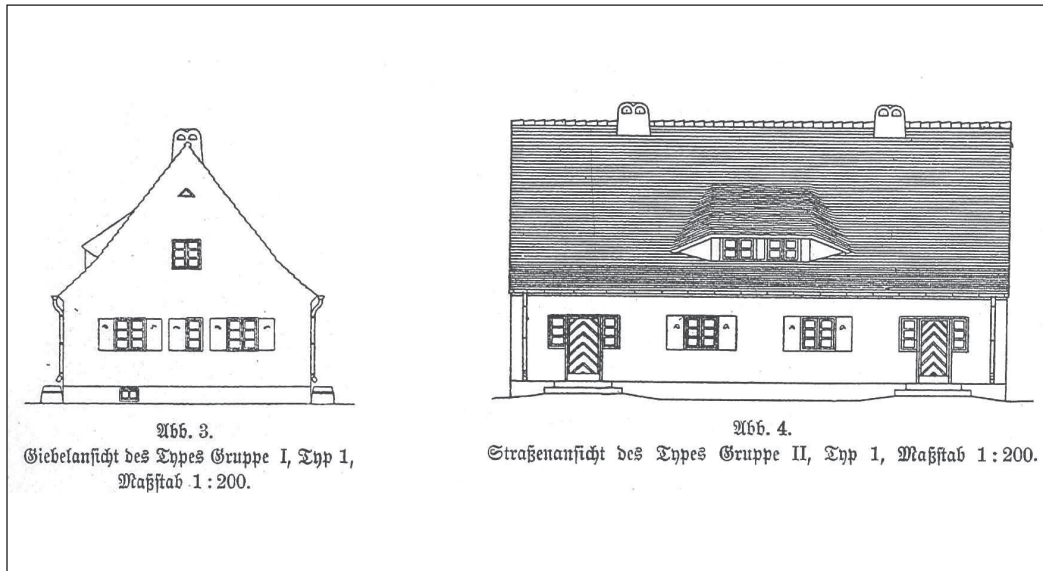 Abb. 3.
Giebelansicht des Types Gruppe I, Typ 1,
Maßstab 1 : 200.
Abb. 4.
Straßenansicht des Types Gruppe II, Typ 1, Maßstab 1 : 200.